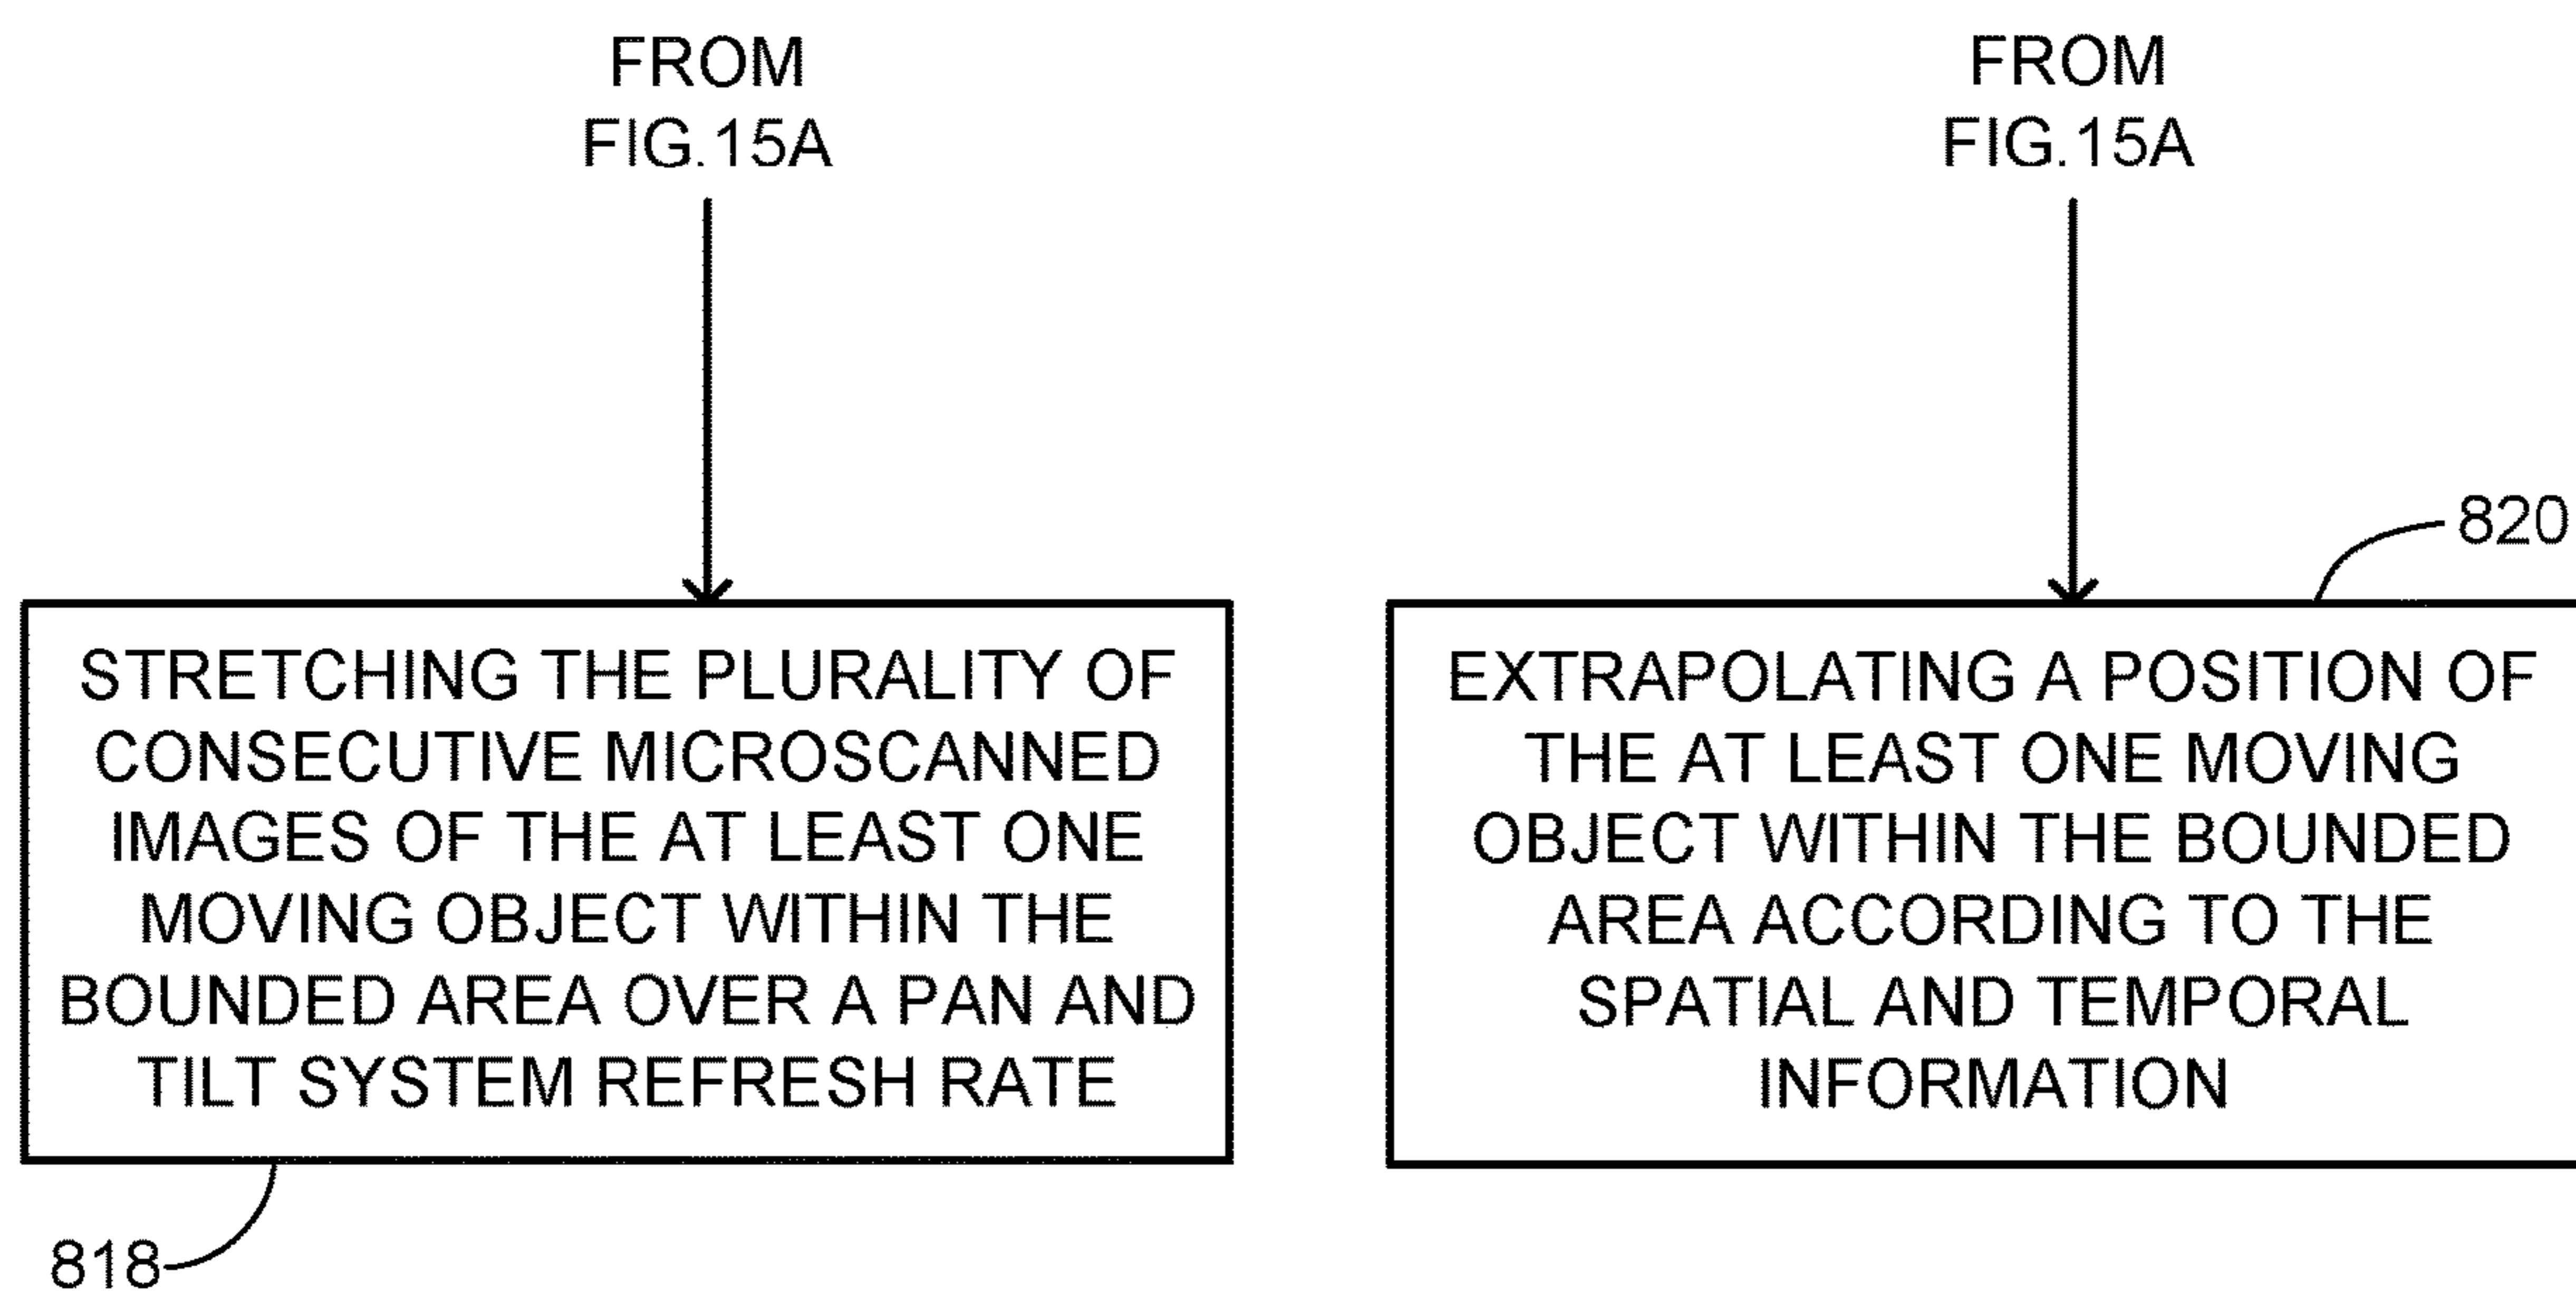 FROM
FIG.15A
FROM
FIG.15A
820
STRETCHING THE PLURALITY OF
CONSECUTIVE MICROSCANNED
IMAGES OF THE AT LEAST ONE
MOVING OBJECT WITHIN THE
BOUNDED AREA OVER A PAN AND
TILT SYSTEM REFRESH RATE
EXTRAPOLATING A POSITION OF
THE AT LEAST ONE MOVING
OBJECT WITHIN THE BOUNDED
AREA ACCORDING TO THE
SPATIAL AND TEMPORAL
INFORMATION
818